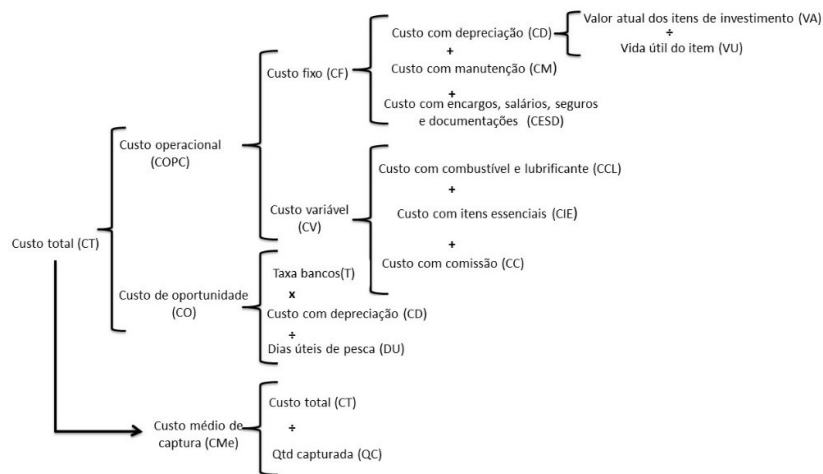 Valor atual dos itens de investimento (VA)
÷
Vida útil do item (VU)
Custo com depreciação (CD)
+
Custo com manutenção (CM)
+
Custo com encargos, salários, seguros
e documentações (CESD)
Custo fixo (CF)
Custo operacional
(COPC)
Custo com combustível e lubrificante (CCL)
+
Custo com itens essenciais (CIE)
+
Custo com comissão (CC)
Custo variável
(CV)
Custo total (CT)
Taxa bancos(T)
x
Custo de oportunidade
(CO)
Custo com depreciação (CD)
÷
Dias úteis de pesca (DU)
Custo total (CT)
÷
Qtd capturada (QC)
Custo médio de
captura (CMe)